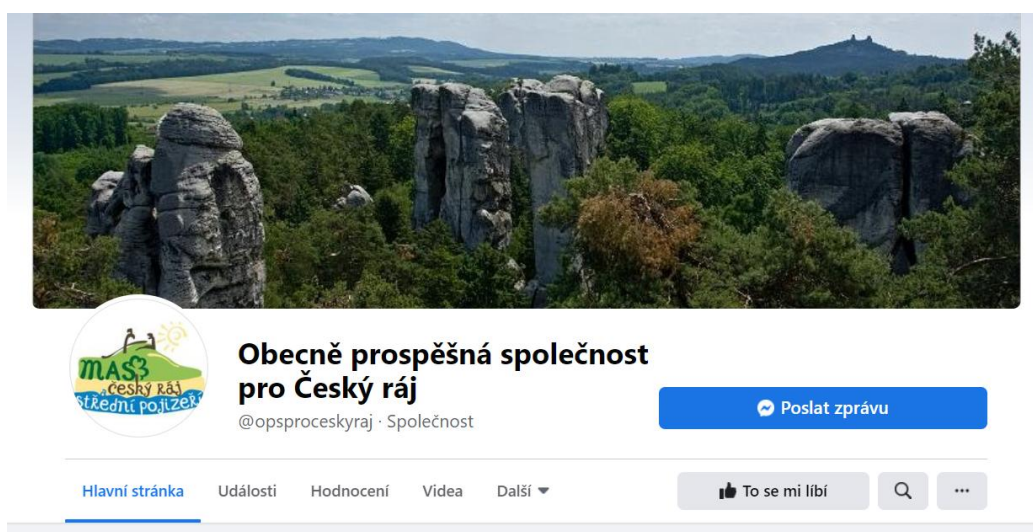 MAS
český ráj
střední pojizeří
Obecně prospěšná společnost
pro Český ráj
@opsproceskyraj · Společnost
Poslat zprávu
Hlavní stránka Události Hodnocení Videa Další
To se mi líbí